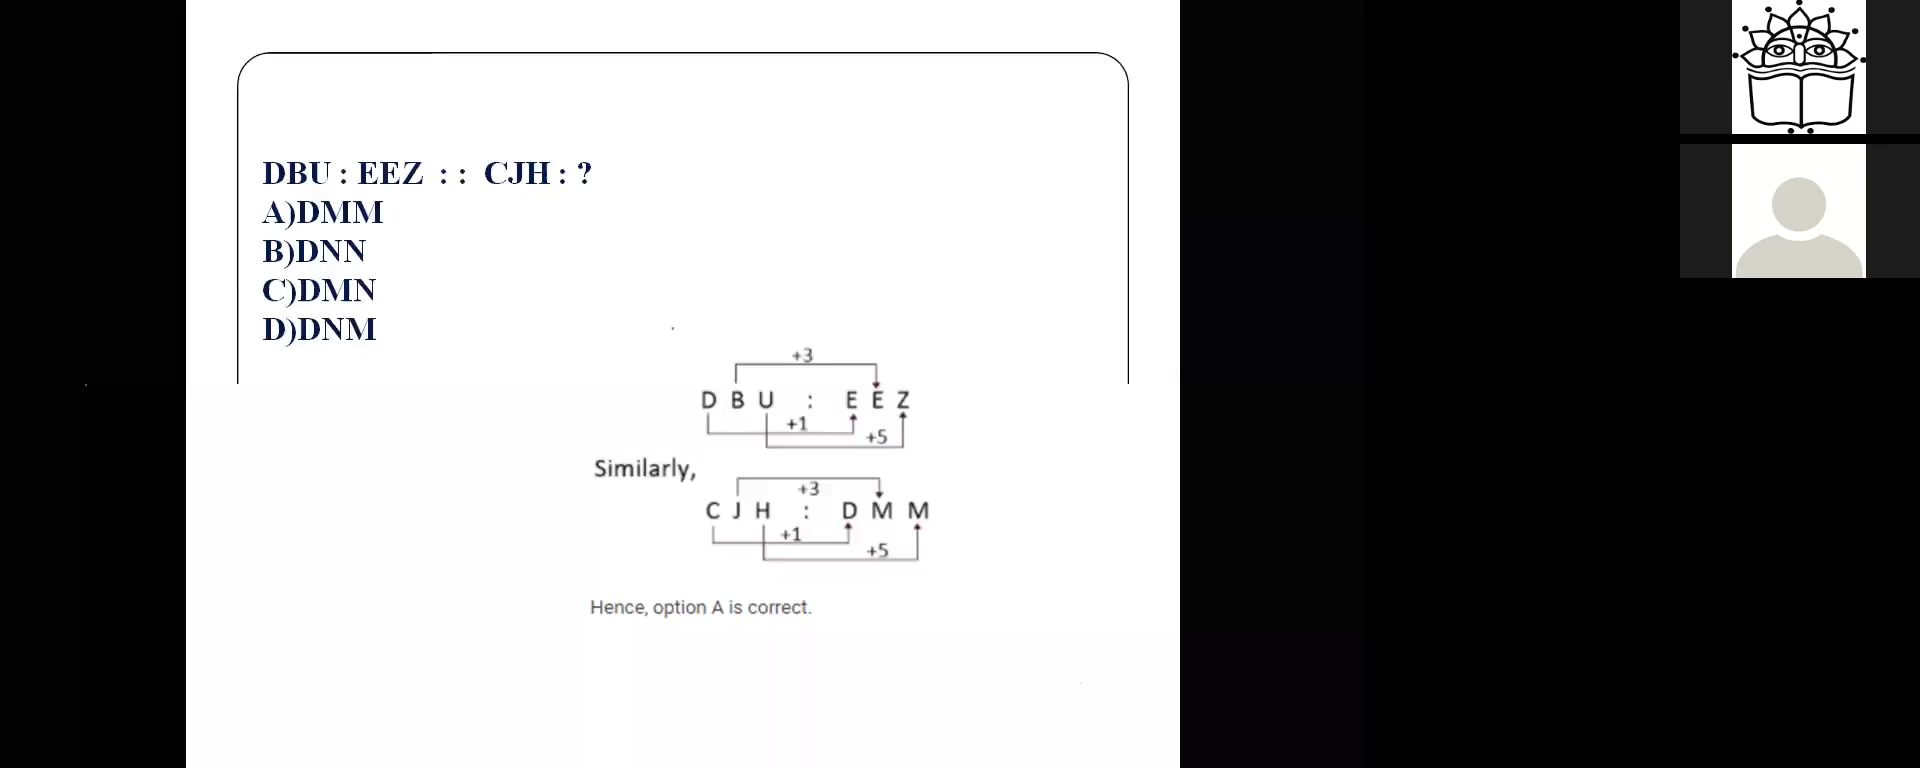 DBU : EEZ : : CJH : ?
A)DMM
B)DNN
C)DMN
D)DNM
+3
D B U : E E Z
+1
+5
Similarly,
+3
C J H : D M M
+1
+5
Hence, option A is correct.